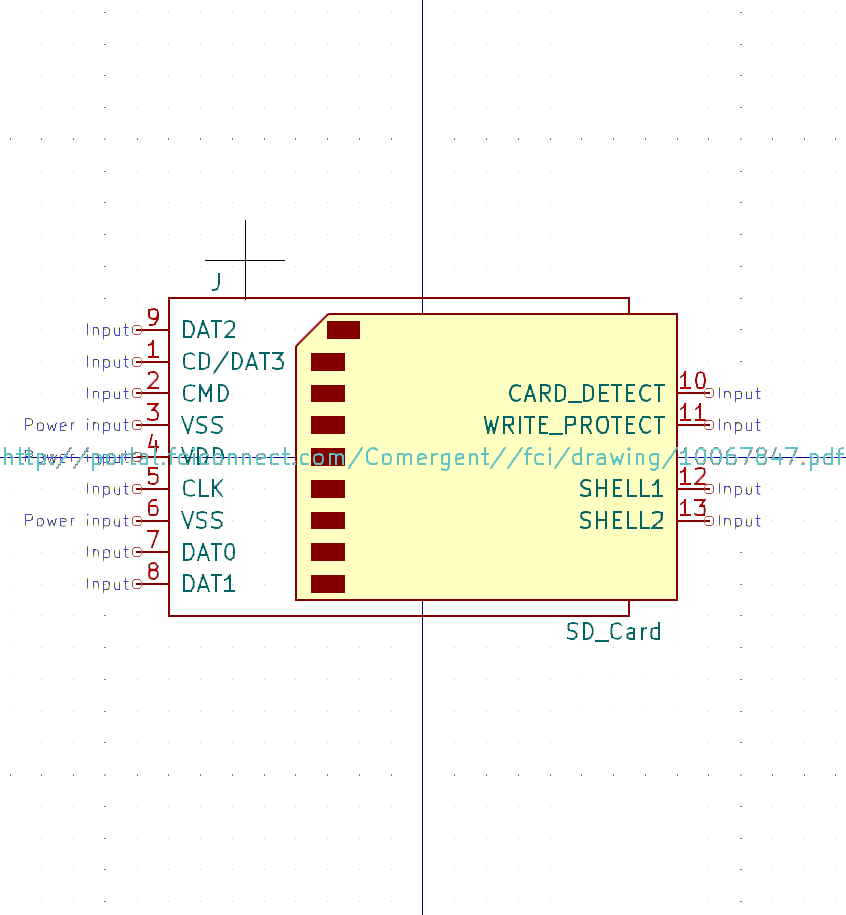 J
Input 9 DAT2
Input 1 CD/DAT3
Input 2 CMD CARD_DETECT 10 Input
Power input 3 VSS WRITE_PROTECT 11 Input
Power input 4 VDD
http://portal.fciconnect.com/Comergent//fci/drawing/10067847.pdf
Input 5 CLK SHELL1 12 Input
Power input 6 VSS SHELL2 13 Input
Input 7 DAT0
Input 8 DAT1
SD_Card